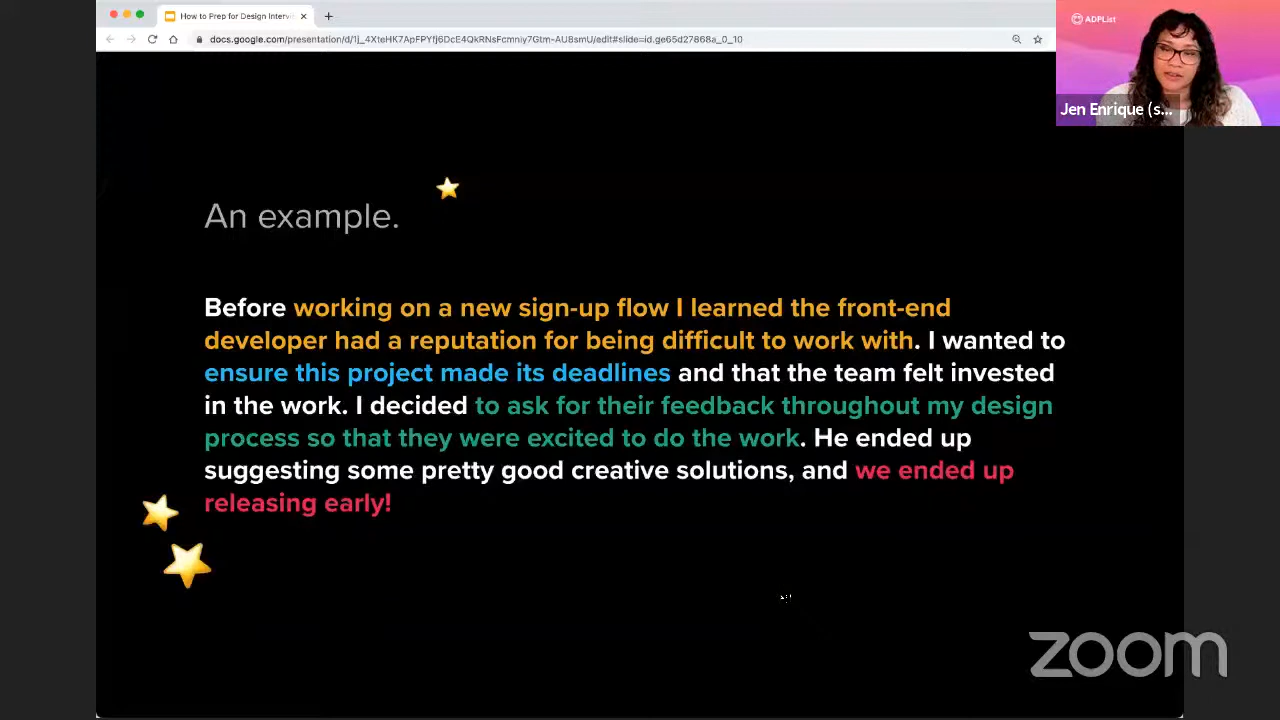 How to Prep for Design Interv
docs.google.com/presentation/d/1j_4XteHK7ApFPYfj6DcE4QkRNsFcmniy7Gtm-AU8smU/edit#slide=id.ge65d27868a_0_10
ADPList
Jen Enrique (s...
An example.
Before working on a new sign-up flow I learned the front-end
developer had a reputation for being difficult to work with. I wanted to
ensure this project made its deadlines and that the team felt invested
in the work. I decided to ask for their feedback throughout my design
process so that they were excited to do the work. He ended up
suggesting some pretty good creative solutions, and we ended up
releasing early!
zoom